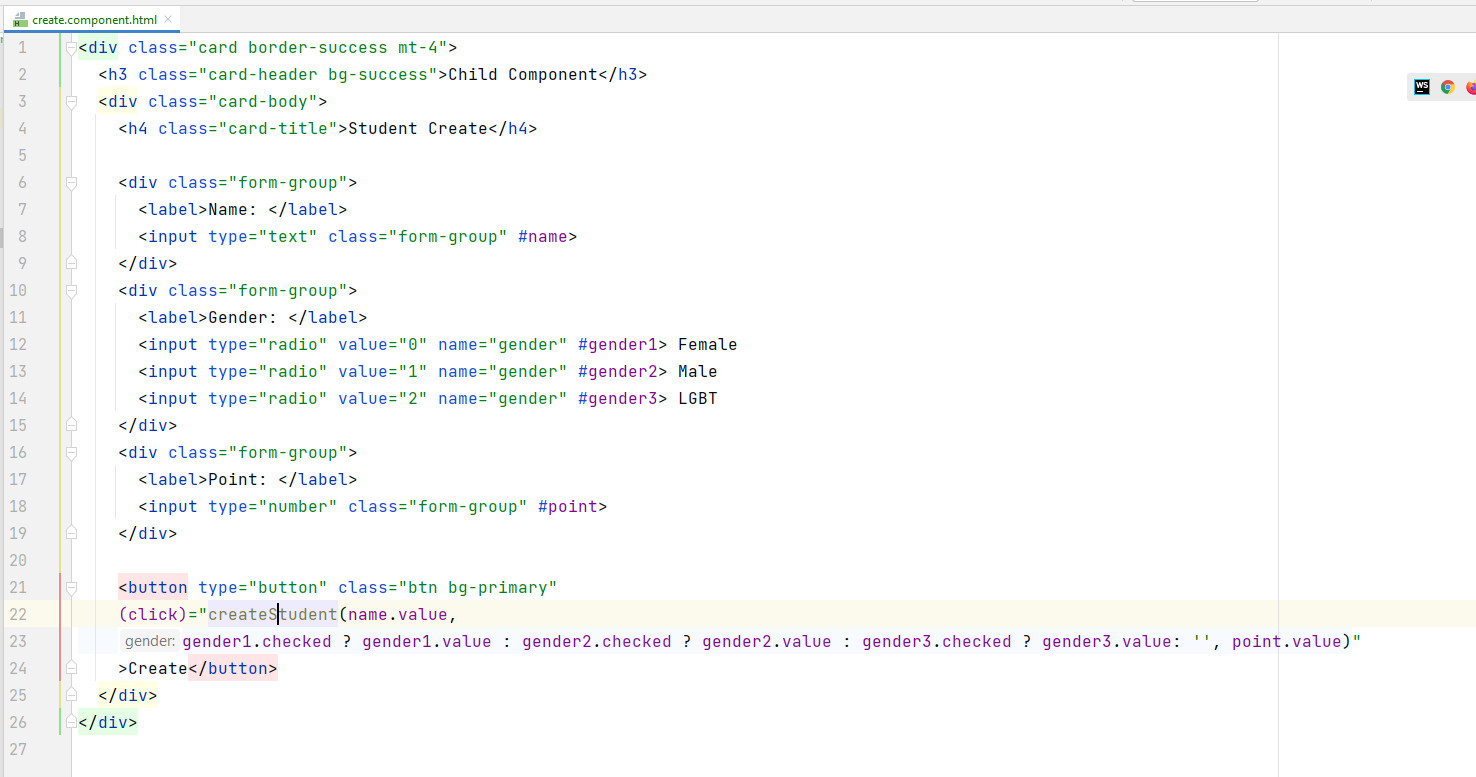 create.component.html
1 <div class="card border-success mt-4">
2   <h3 class="card-header bg-success">Child Component</h3>
3   <div class="card-body">
4     <h4 class="card-title">Student Create</h4>
5
6     <div class="form-group">
7       <label>Name: </label>
8       <input type="text" class="form-group" #name>
9     </div>
10     <div class="form-group">
11       <label>Gender: </label>
12       <input type="radio" value="0" name="gender" #gender1> Female
13       <input type="radio" value="1" name="gender" #gender2> Male
14       <input type="radio" value="2" name="gender" #gender3> LGBT
15     </div>
16     <div class="form-group">
17       <label>Point: </label>
18       <input type="number" class="form-group" #point>
19     </div>
20
21     <button type="button" class="btn bg-primary"
22     (click)="createStudent(name.value,
23     gender: gender1.checked ? gender1.value : gender2.checked ? gender2.value : gender3.checked ? gender3.value: '', point.value)"
24     >Create</button>
25   </div>
26 </div>
27
WS